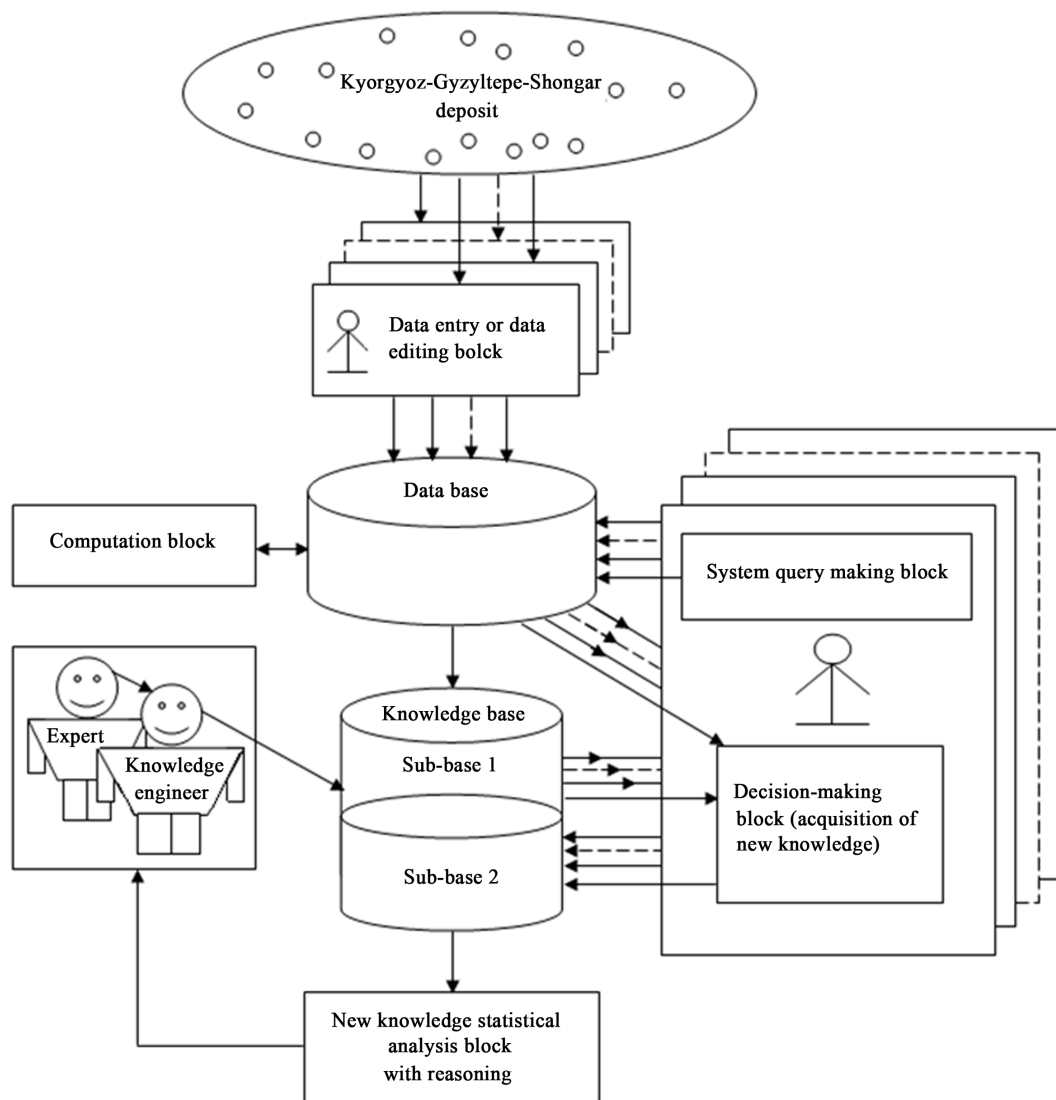 Kyorgyoz-Gyzyltepe-Shongar
deposit
Data entry or data
editing bolck
Data base
Computation block
System query making block
Knowledge base
Expert
Sub-base 1
Knowledge
engineer
Decision-making
block (acquisition of
new knowledge)
Sub-base 2
New knowledge statistical
analysis block
with reasoning